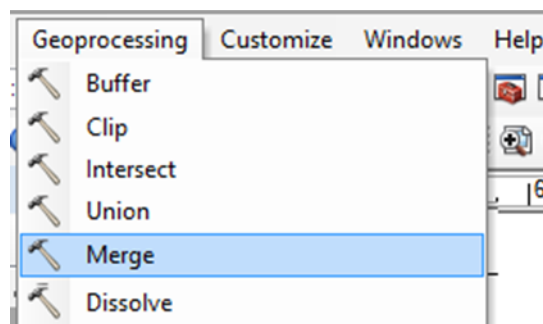 Geoprocessing Customize Windows Help
Buffer
Clip
Intersect
Union
Merge
Dissolve